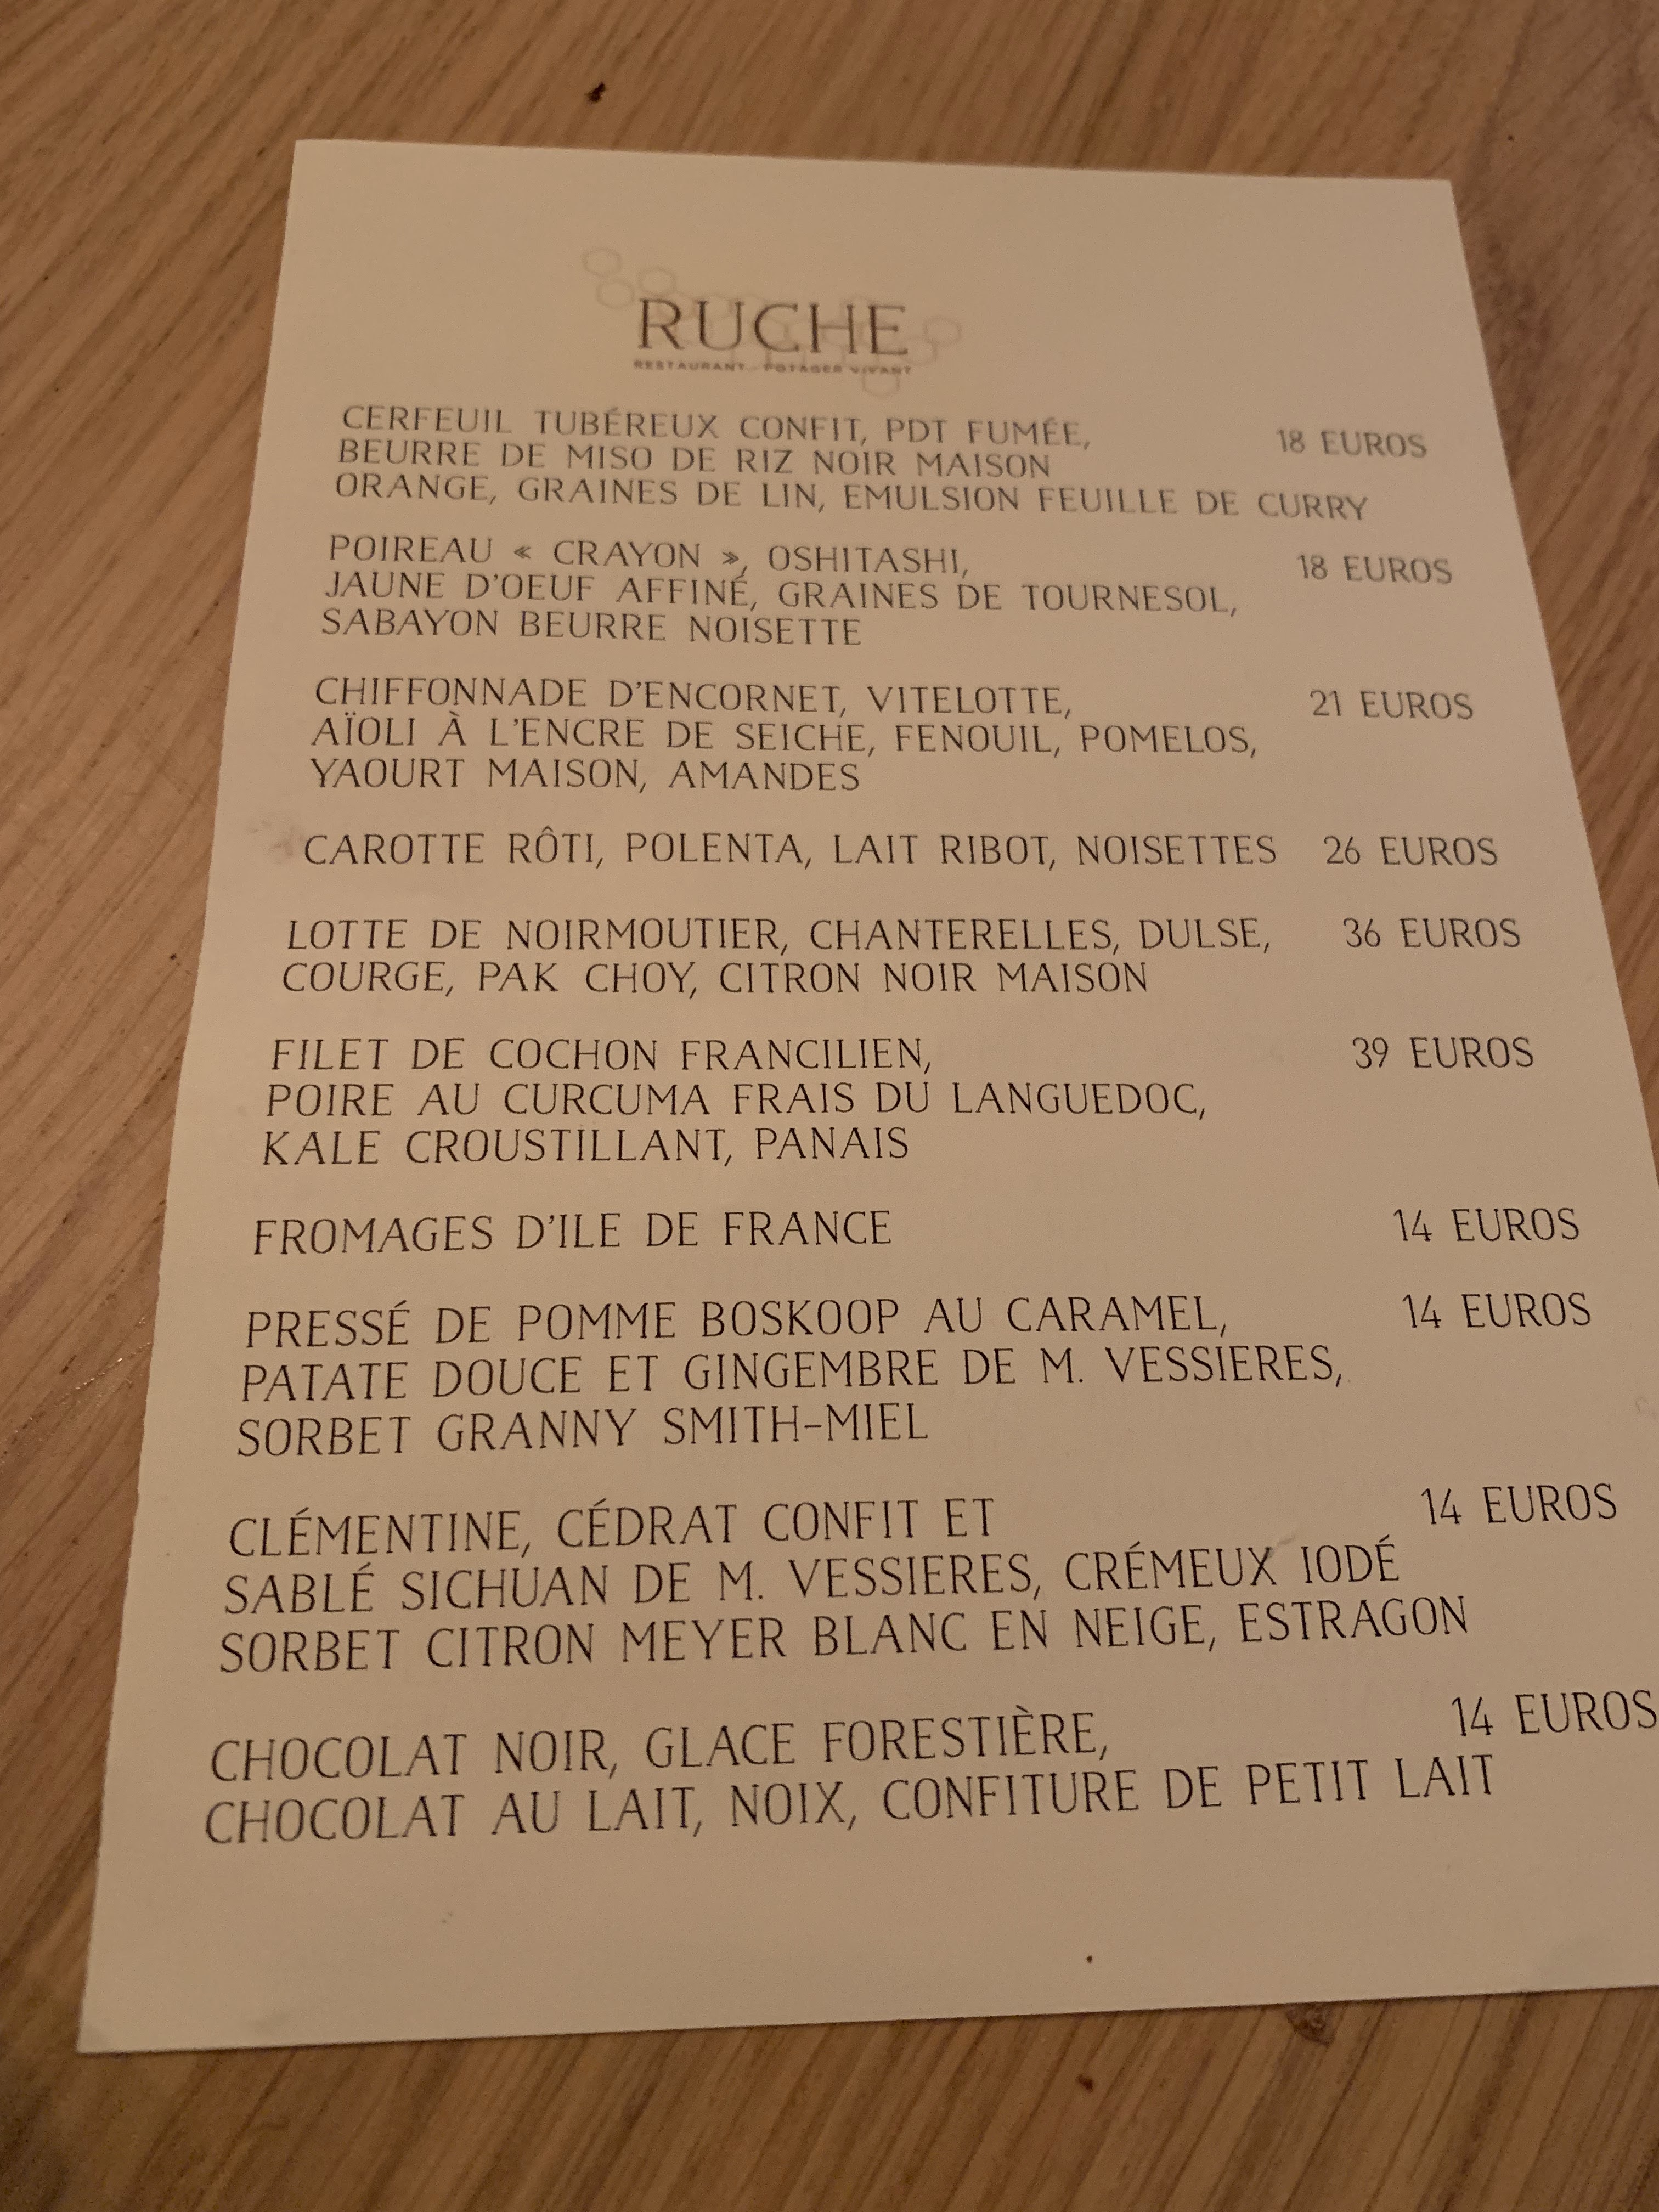 RUCHE
RESTAURANT - POTAGER VIVANT
CERFEUIL TUBÉREUX CONFIT, PDT FUMÉE, 18 EUROS
BEURRE DE MISO DE RIZ NOIR MAISON
ORANGE, GRAINES DE LIN, EMULSION FEUILLE DE CURRY
POIREAU « CRAYON », OSHITASHI, 18 EUROS
JAUNE D'OEUF AFFINÉ, GRAINES DE TOURNESOL,
SABAYON BEURRE NOISETTE
CHIFFONNADE D'ENCORNET, VITELOTTE, 21 EUROS
AÏOLI À L'ENCRE DE SEICHE, FENOUIL, POMELOS,
YAOURT MAISON, AMANDES
CAROTTE RÔTI, POLENTA, LAIT RIBOT, NOISETTES 26 EUROS
LOTTE DE NOIRMOUTIER, CHANTERELLES, DULSE, 36 EUROS
COURGE, PAK CHOY, CITRON NOIR MAISON
FILET DE COCHON FRANCILIEN, 39 EUROS
POIRE AU CURCUMA FRAIS DU LANGUEDOC,
KALE CROUSTILLANT, PANAIS
FROMAGES D'ILE DE FRANCE 14 EUROS
PRESSÉ DE POMME BOSKOOP AU CARAMEL, 14 EUROS
PATATE DOUCE ET GINGEMBRE DE M. VESSIERES,
SORBET GRANNY SMITH-MIEL
CLÉMENTINE, CÉDRAT CONFIT ET 14 EUROS
SABLÉ SICHUAN DE M. VESSIERES, CRÉMEUX IODÉ
SORBET CITRON MEYER BLANC EN NEIGE, ESTRAGON
CHOCOLAT NOIR, GLACE FORESTIÈRE, 14 EUROS
CHOCOLAT AU LAIT, NOIX, CONFITURE DE PETIT LAIT